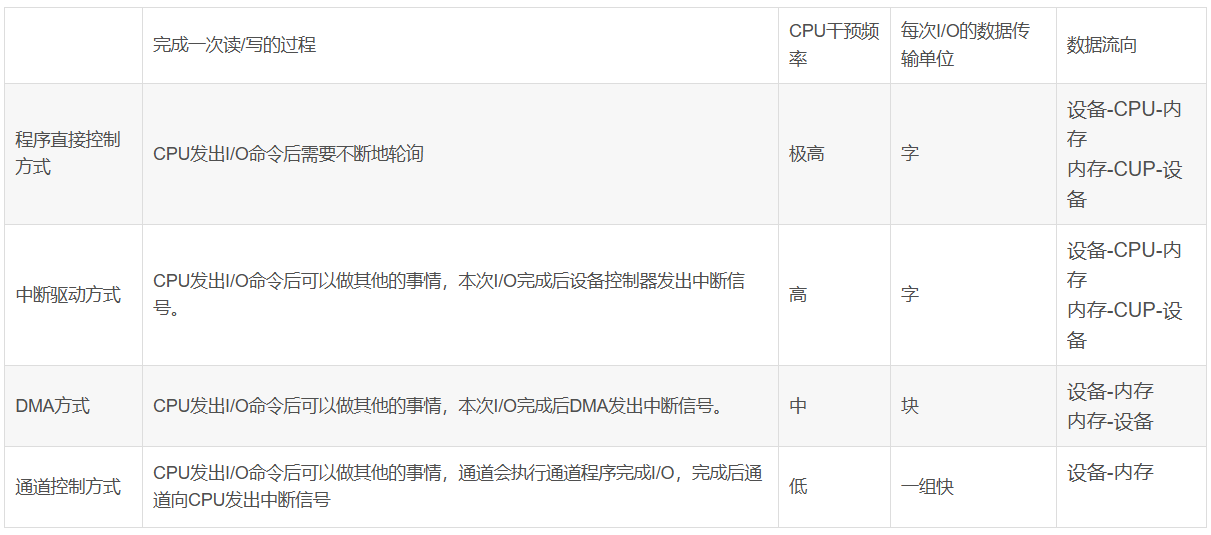 完成一次读/写的过程
CPU干预频
率
每次I/O的数据传
输单位
数据流向
程序直接控制
方式
CPU发出I/O命令后需要不断地轮询
极高
字
设备-CPU-内
存
内存-CUP-设
备
中断驱动方式
CPU发出I/O命令后可以做其他的事情，本次I/O完成后设备控制器发出中断信
号。
高
字
设备-CPU-内
存
内存-CUP-设
备
DMA方式
CPU发出I/O命令后可以做其他的事情，本次I/O完成后DMA发出中断信号。
中
块
设备-内存
内存-设备
通道控制方式
CPU发出I/O命令后可以做其他的事情，通道会执行通道程序完成I/O，完成后通
道向CPU发出中断信号
低
一组快
设备-内存